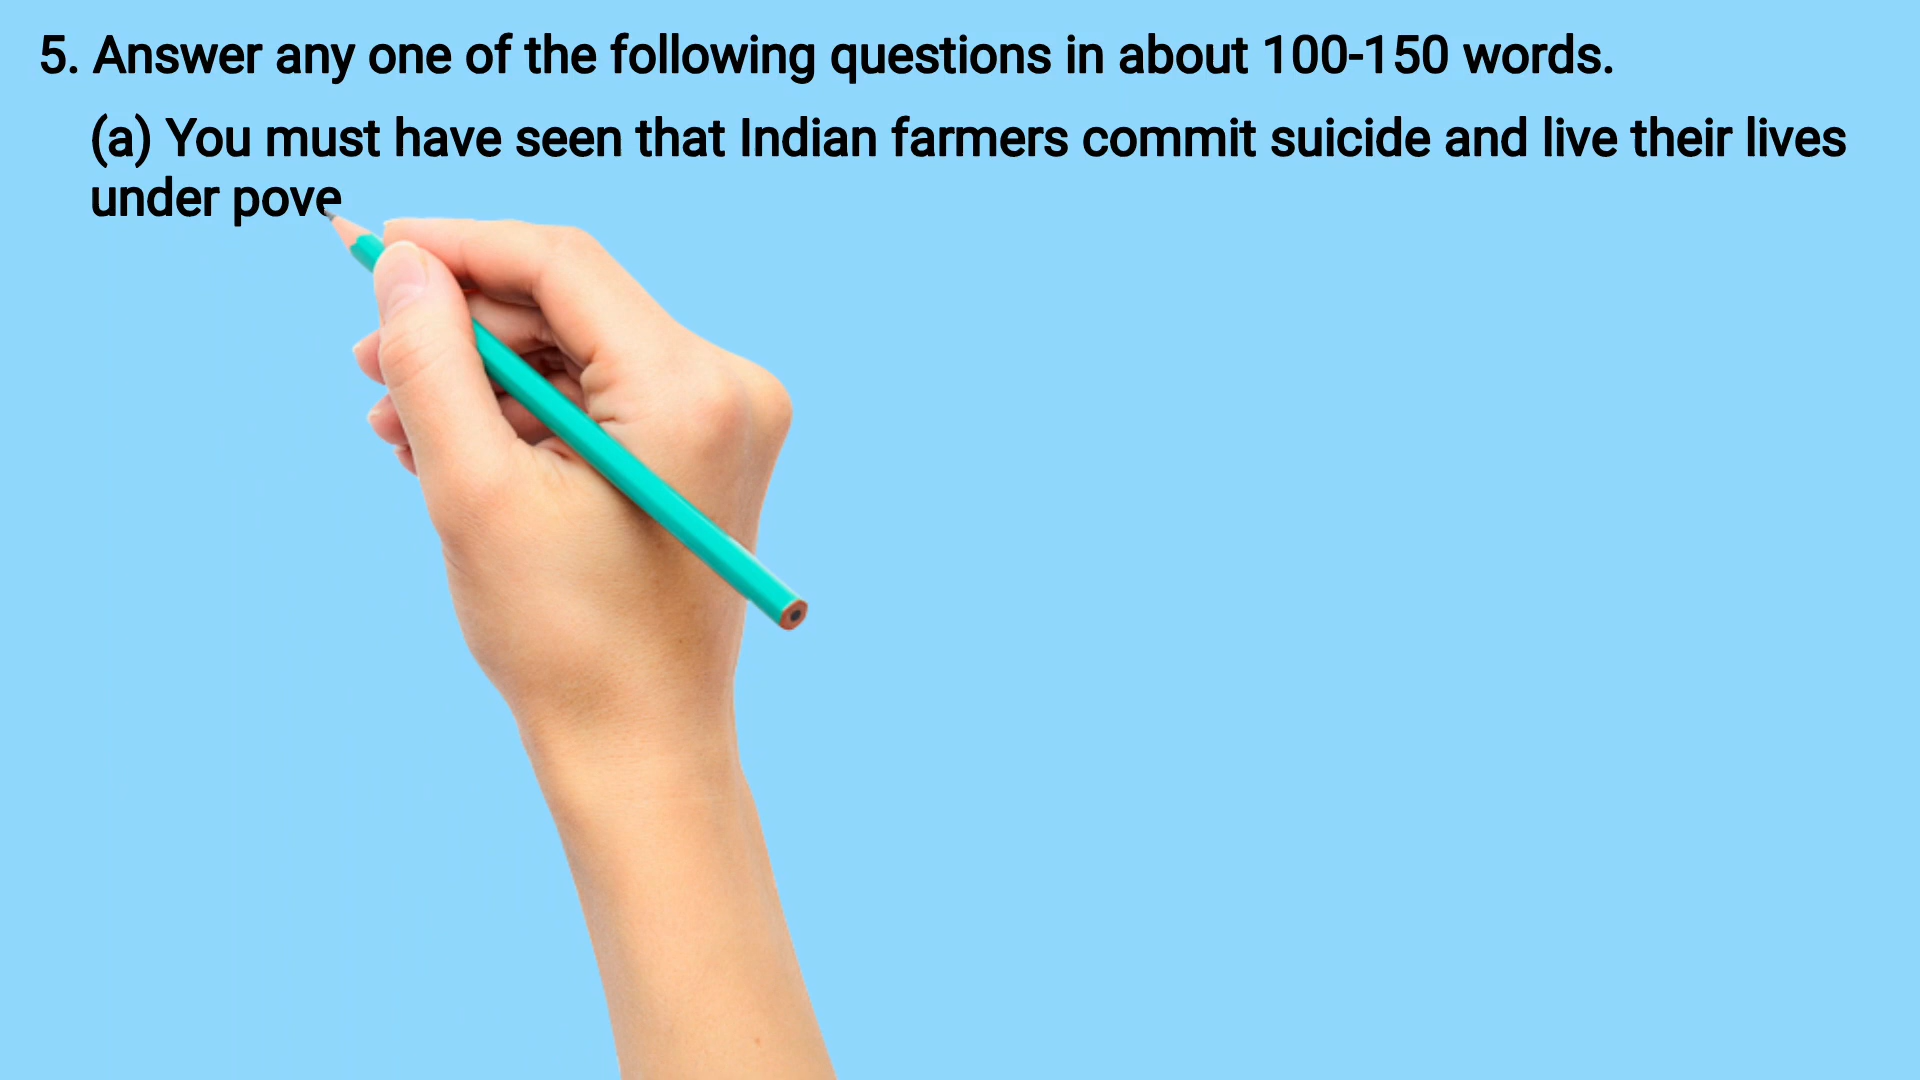 5. Answer any one of the following questions in about 100-150 words.
(a) You must have seen that Indian farmers commit suicide and live their lives
under pove